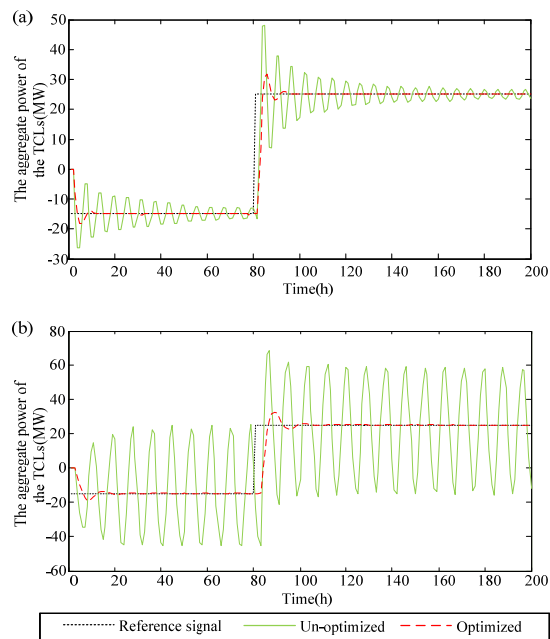 (a)
The aggregate power of
the TCLs(MW)
50
40
30
20
10
0
-10
-20
-30
0 20 40 60 80 100 120 140 160 180 200
Time(h)
(b)
The aggregate power of
the TCLs(MW)
80
60
40
20
0
-20
-40
-60
0 20 40 60 80 100 120 140 160 180 200
Time(h)
Reference signal Un-optimized Optimized